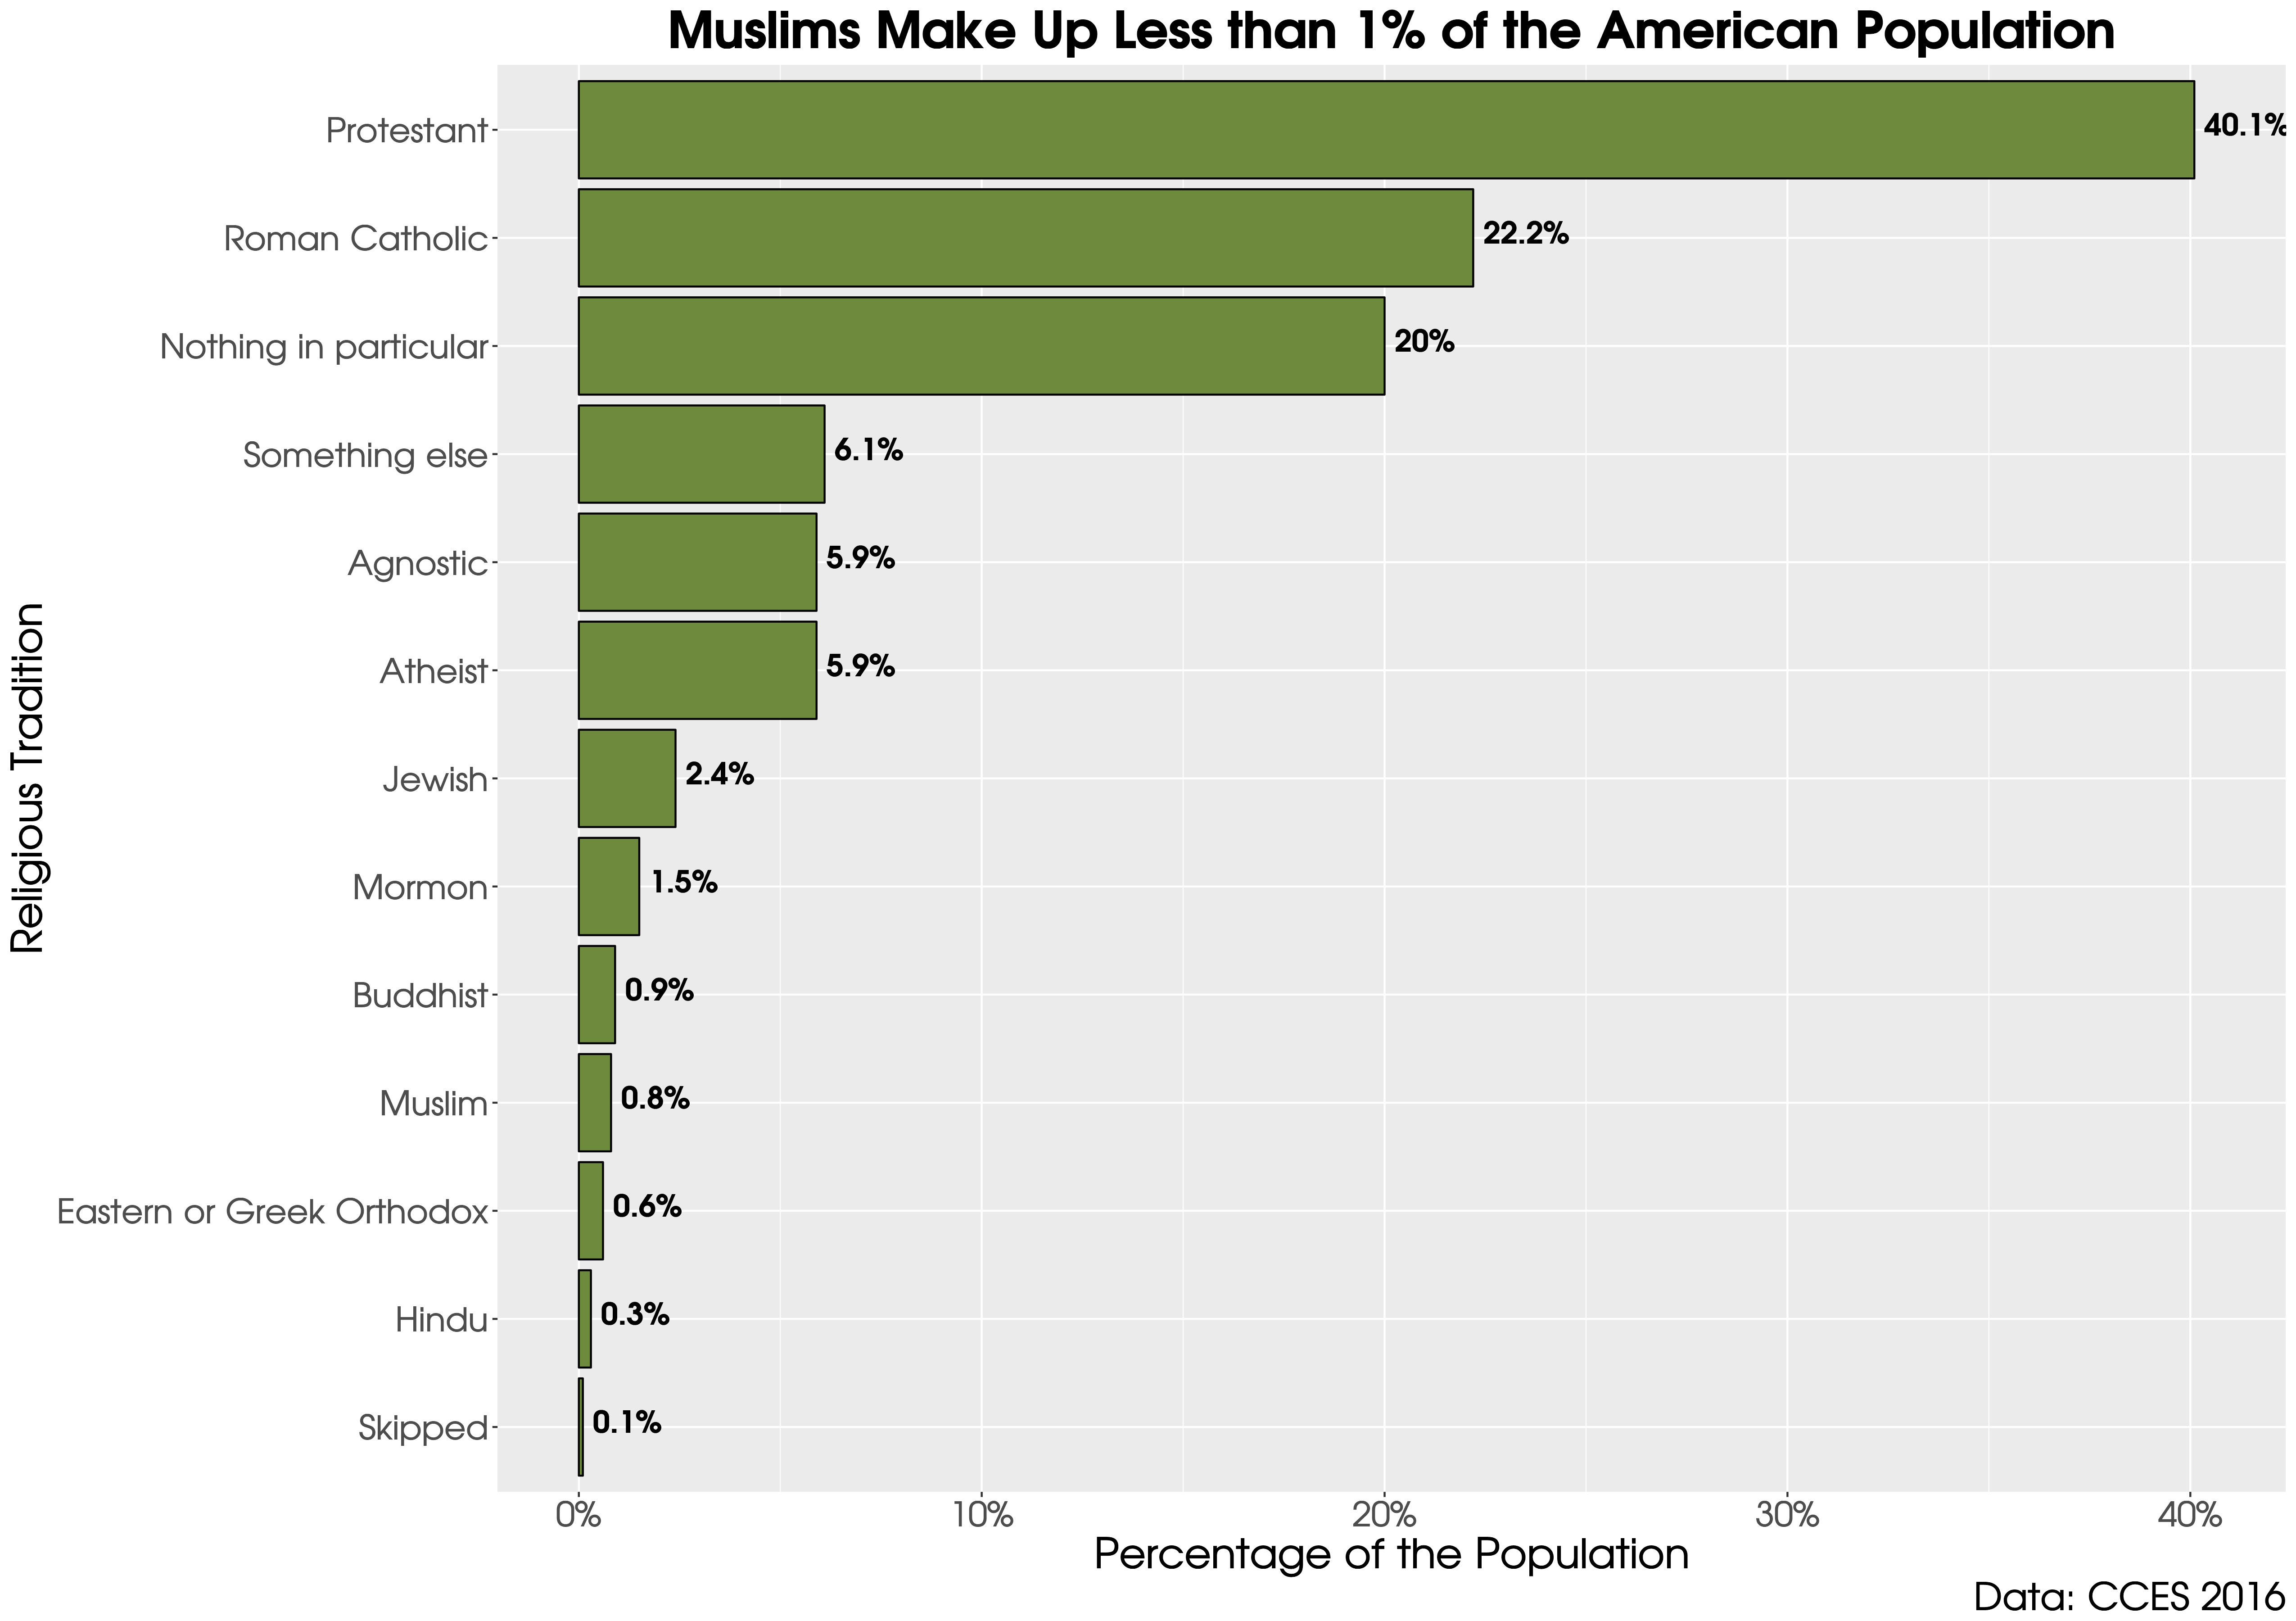 Muslims Make Up Less than 1% of the American Population
Religious Tradition
Protestant
40.1%
Roman Catholic
22.2%
Nothing in particular
20%
Something else
6.1%
Agnostic
5.9%
Atheist
5.9%
Jewish
2.4%
Mormon
1.5%
Buddhist
0.9%
Muslim
0.8%
Eastern or Greek Orthodox
0.6%
Hindu
0.3%
Skipped
0.1%
0%
10%
20%
30%
40%
Percentage of the Population
Data: CCES 2016